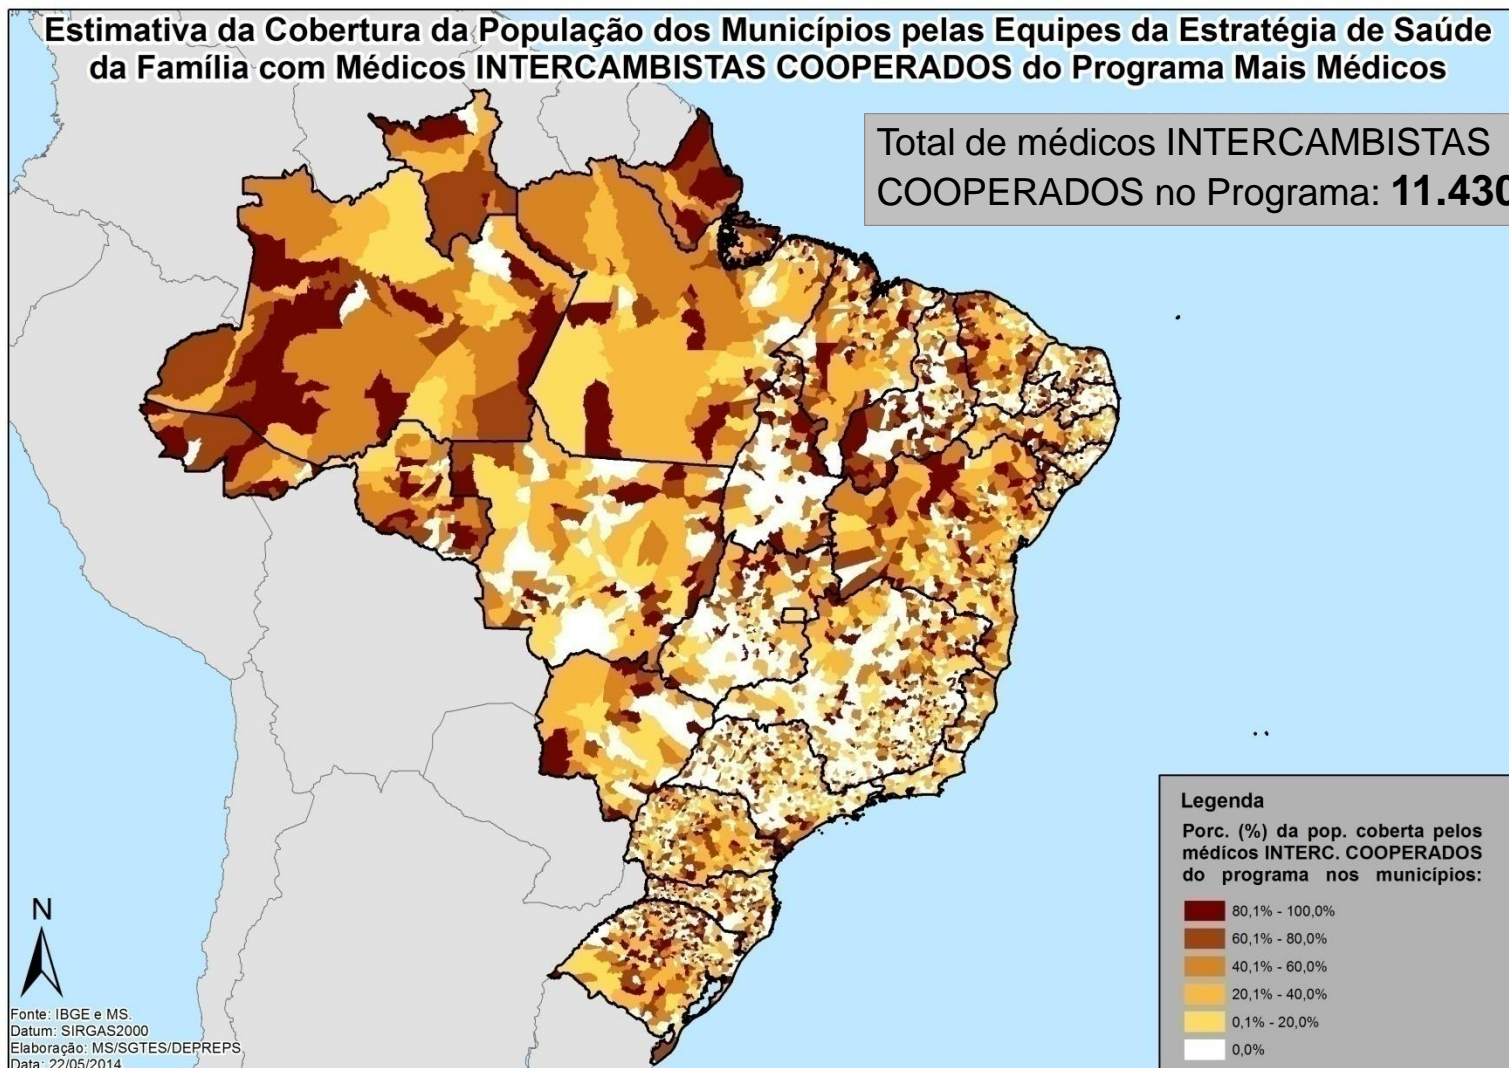 Estimativa da Cobertura da População dos Municípios pelas Equipes da Estratégia de Saúde
da Família com Médicos INTERCAMBISTAS COOPERADOS do Programa Mais Médicos
Total de médicos INTERCAMBISTAS
COOPERADOS no Programa: 11.430
Legenda
Porc. (%) da pop. coberta pelos
médicos INTERC. COOPERADOS
do programa nos municípios:
80,1% - 100,0%
60,1% - 80,0%
40,1% - 60,0%
20,1% - 40,0%
0,1% - 20,0%
0,0%
N
Fonte: IBGE e MS.
Datum: SIRGAS2000
Elaboração: MS/SGTES/DEPREPS
Data: 22/05/2014